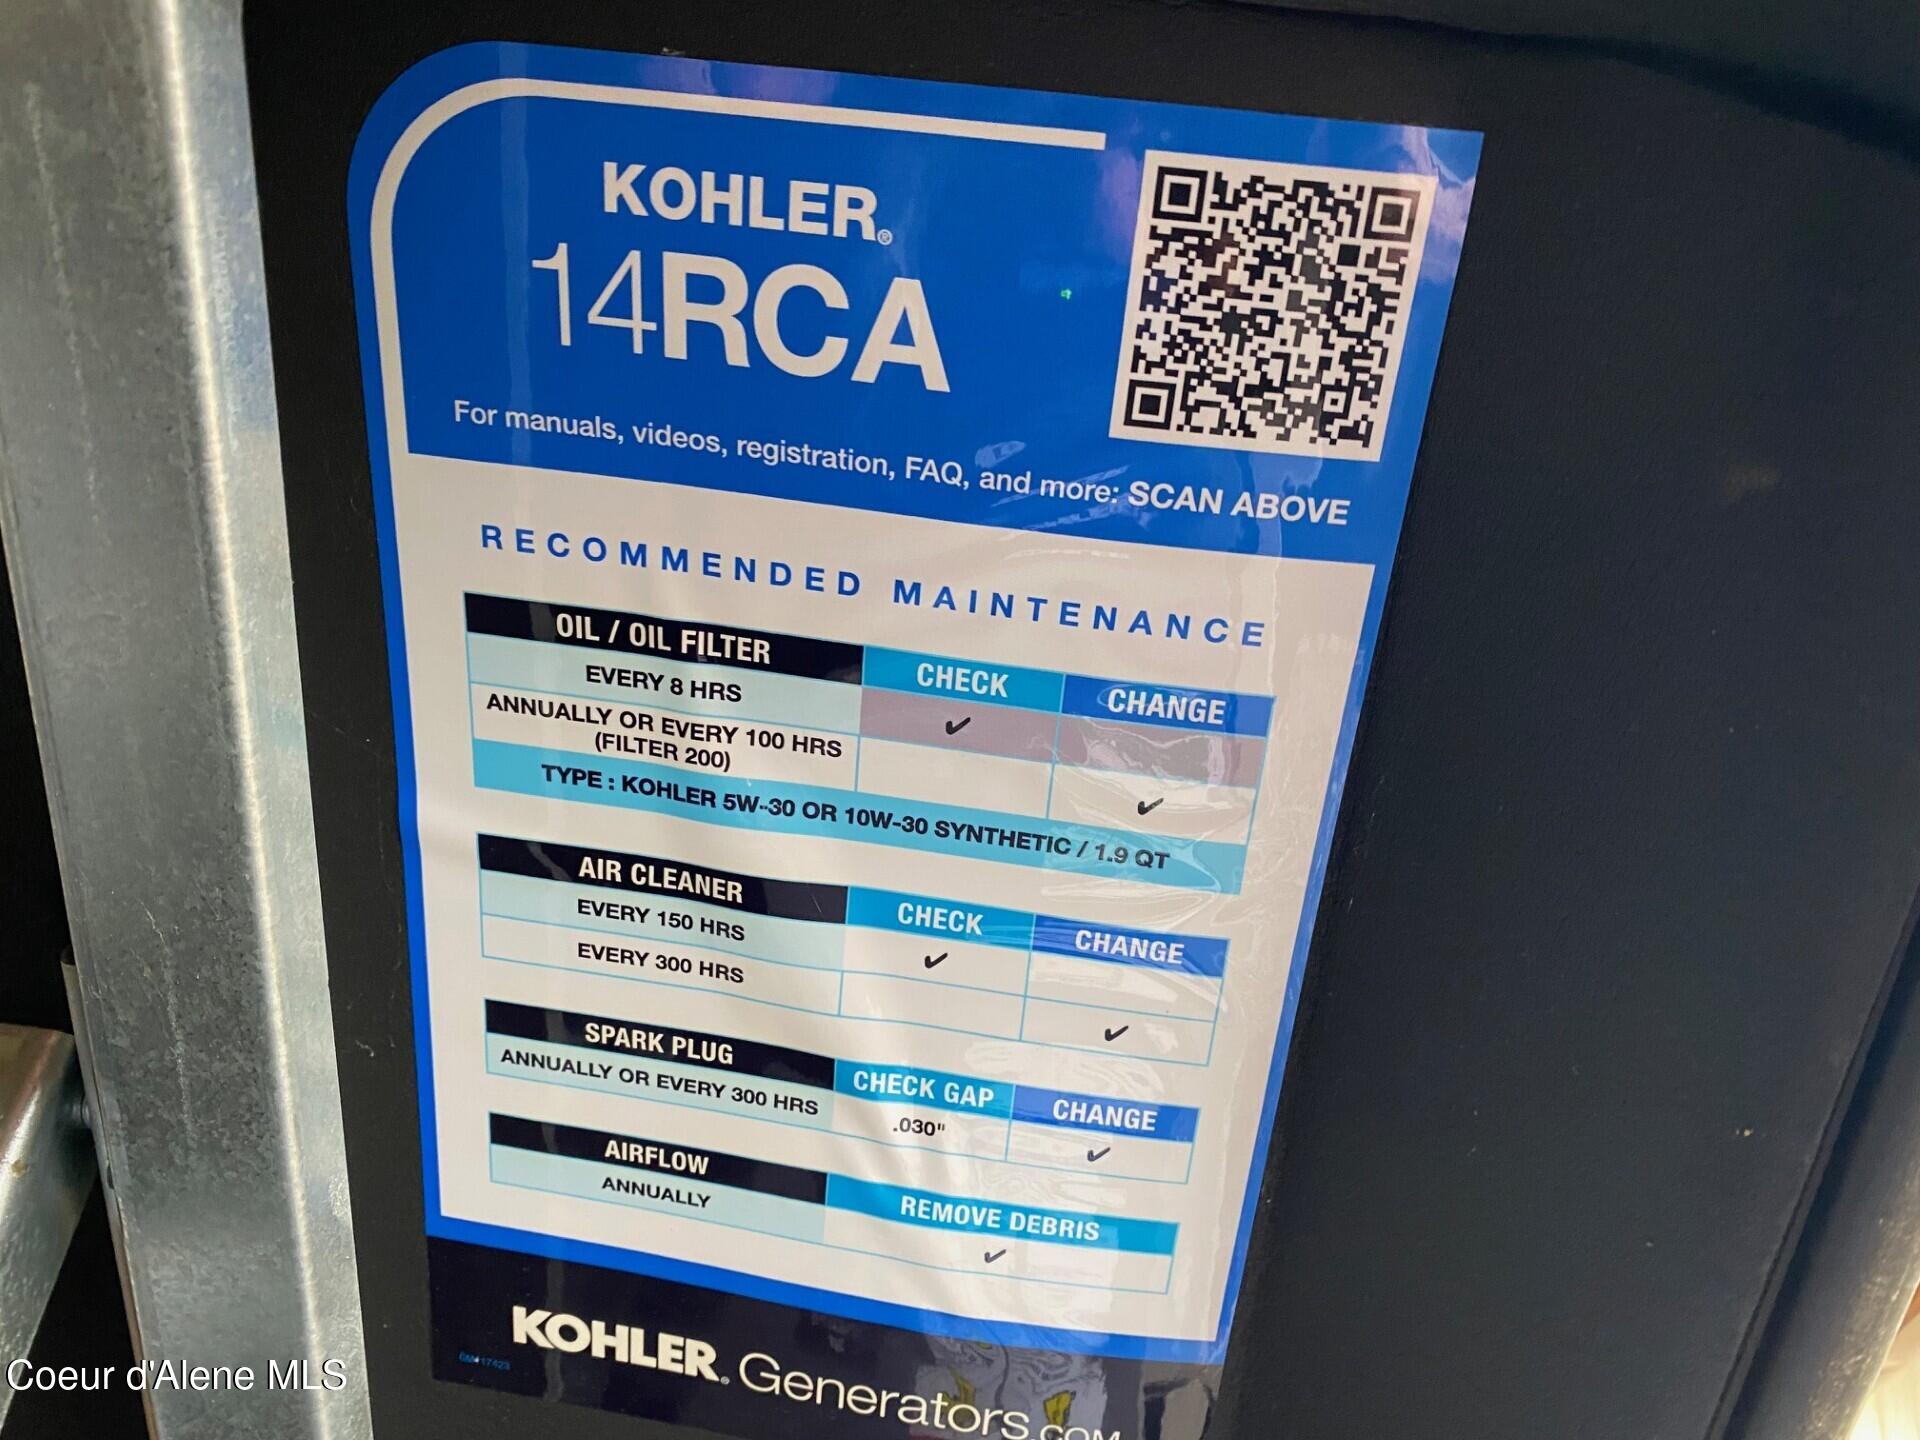 KOHLER®
14RCA
For manuals, videos, registration, FAQ, and more: SCAN ABOVE
RECOMMENDED MAINTENANCE
OIL / OIL FILTER CHECK CHANGE
EVERY 8 HRS ✔
ANNUALLY OR EVERY 100 HRS
(FILTER 200) ✔
TYPE : KOHLER 5W-30 OR 10W-30 SYNTHETIC / 1.9 QT
AIR CLEANER CHECK CHANGE
EVERY 150 HRS ✔
EVERY 300 HRS ✔
SPARK PLUG CHECK GAP CHANGE
ANNUALLY OR EVERY 300 HRS .030" ✔
AIRFLOW REMOVE DEBRIS
ANNUALLY ✔
KOHLER® Generators.COM
Coeur d'Alene MLS